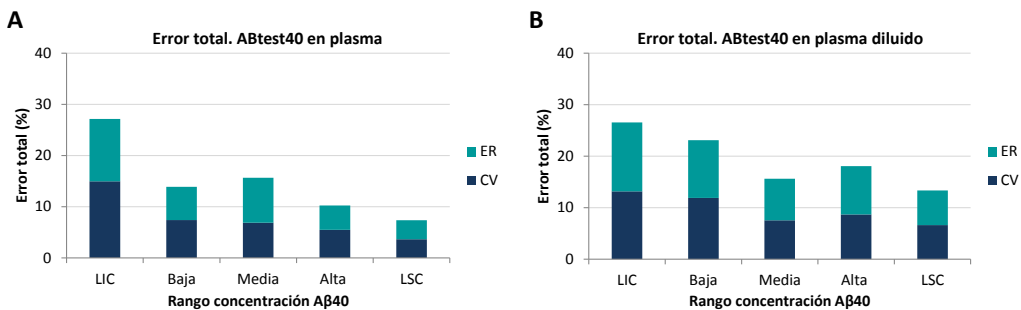 A
Error total. ABtest40 en plasma
40
30
20
10
0
Error total (%)
LIC Baja Media Alta LSC
Rango concentración Aβ40
ER
CV
B
Error total. ABtest40 en plasma diluido
40
30
20
10
0
Error total (%)
LIC Baja Media Alta LSC
Rango concentración Aβ40
ER
CV